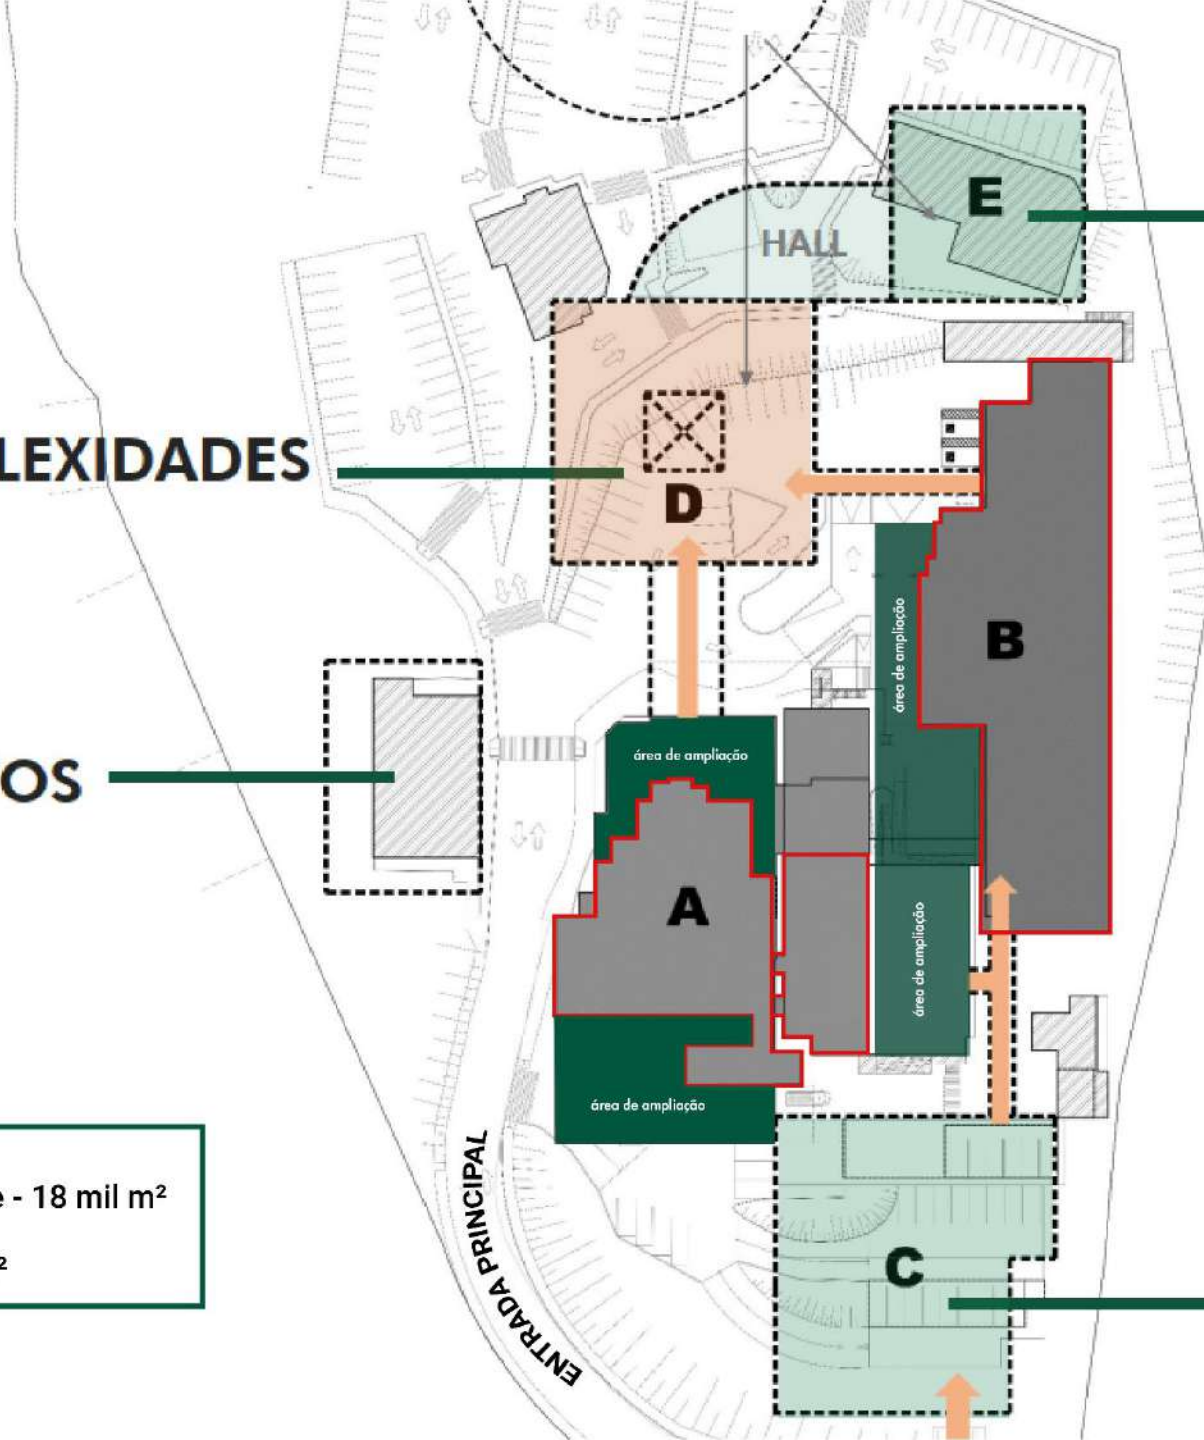 E
HALL
LEXIDADES
D
área de ampliação
B
área de ampliação
OS
A
área de ampliação
área de ampliação
e - 18 mil m²
²
ENTRADA PRINCIPAL
C